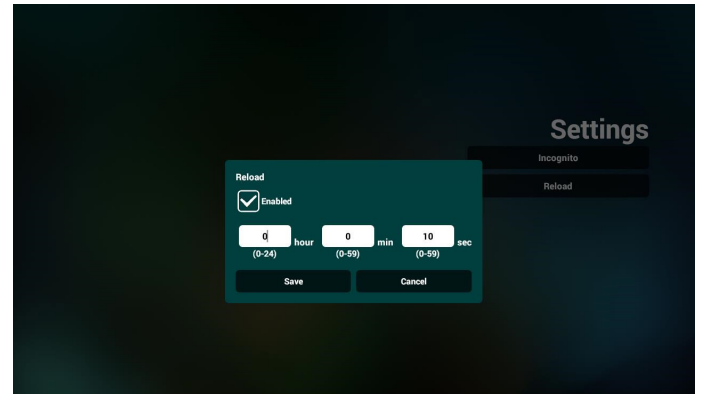 Settings
Incognito
Reload
Reload
Enabled
0 hour 0 min 10 sec
(0-24) (0-59) (0-59)
Save Cancel